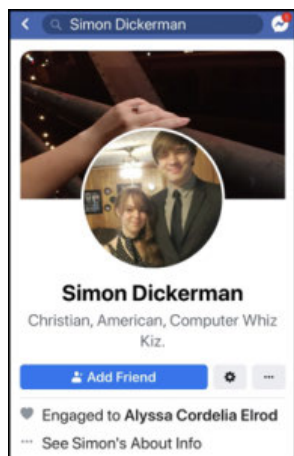 Simon Dickerman
Simon Dickerman
Christian, American, Computer Whiz
Kiz.
Add Friend
Engaged to Alyssa Cordelia Elrod
See Simon's About Info